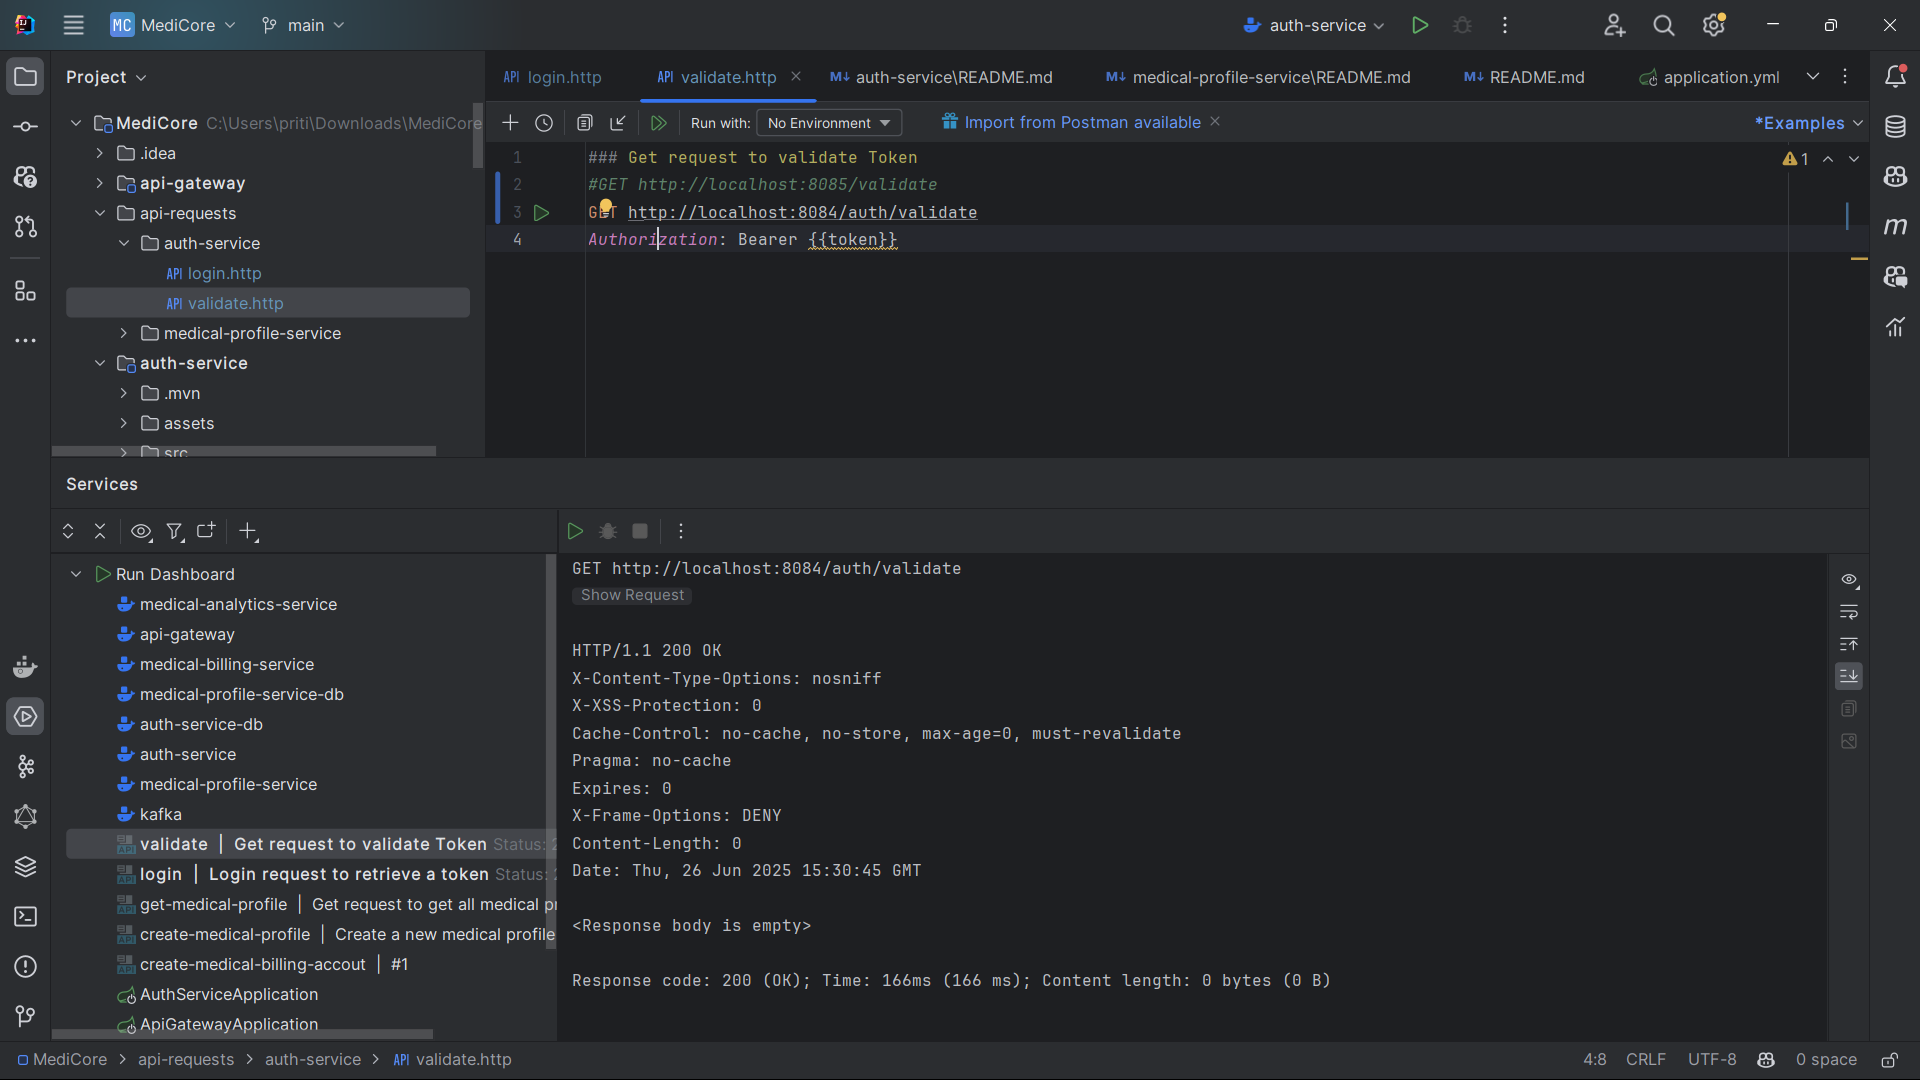 MC MediCore
main
auth-service
Project
MediCore C:\Users\priti\Downloads\MediCore
.idea
api-gateway
api-requests
auth-service
API login.http
API validate.http
medical-profile-service
auth-service
.mvn
assets
src
API login.http
API validate.http
M↓ auth-service\README.md
M↓ medical-profile-service\README.md
M↓ README.md
application.yml
Run with: No Environment
Import from Postman available
*Examples
1 ### Get request to validate Token
2 #GET http://localhost:8085/validate
3 GET http://localhost:8084/auth/validate
4 Authorization: Bearer {{token}}
1
Services
Run Dashboard
medical-analytics-service
api-gateway
medical-billing-service
medical-profile-service-db
auth-service-db
auth-service
medical-profile-service
kafka
validate | Get request to validate Token Status: 2
login | Login request to retrieve a token Status: 2
get-medical-profile | Get request to get all medical pr
create-medical-profile | Create a new medical profile
create-medical-billing-accout | #1
AuthServiceApplication
ApiGatewayApplication
GET http://localhost:8084/auth/validate
Show Request
HTTP/1.1 200 OK
X-Content-Type-Options: nosniff
X-XSS-Protection: 0
Cache-Control: no-cache, no-store, max-age=0, must-revalidate
Pragma: no-cache
Expires: 0
X-Frame-Options: DENY
Content-Length: 0
Date: Thu, 26 Jun 2025 15:30:45 GMT
<Response body is empty>
Response code: 200 (OK); Time: 166ms (166 ms); Content length: 0 bytes (0 B)
MediCore > api-requests > auth-service > API validate.http
4:8 CRLF UTF-8 0 space